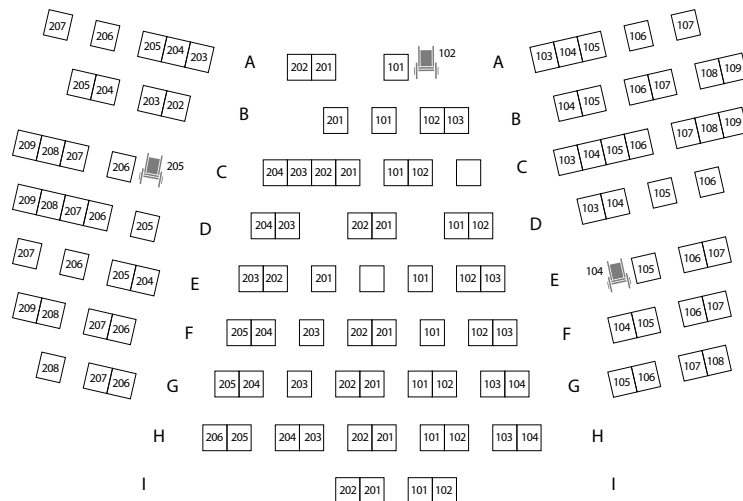 207 206 205 204 203 A 202 201 101 102 A 103 104 105 106 107
205 204 203 202 B 201 101 102 103 B 104 105 106 107 108 109
209 208 207 206 205 C 204 203 202 201 101 102 C 103 104 105 106 107 108 109
209 208 207 206 205 D 204 203 202 201 101 102 D 103 104 105 106
207 206 205 204 E 203 202 201 101 102 103 E 104 105 106 107
209 208 207 206 F 205 204 203 202 201 101 102 103 F 104 105 106 107
208 207 206 G 205 204 203 202 201 101 102 103 104 G 105 106 107 108
H 206 205 204 203 202 201 101 102 103 104 H
I 202 201 101 102 I